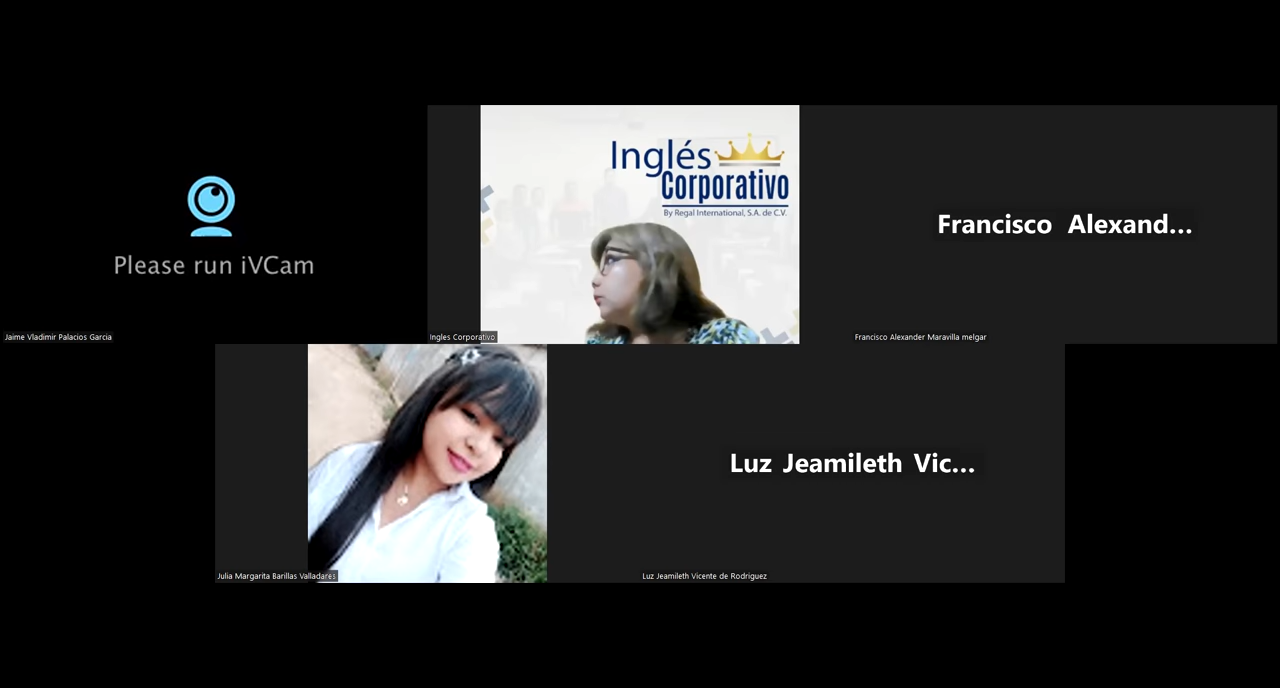 Please run iVCam
Jaime Vladimir Palacios Garcia
Inglés
Corporativo
By Regal International, S.A. de C.V.
Ingles Corporativo
Francisco Alexand...
Francisco Alexander Maravilla melgar
Julia Margarita Barillas Valladares
Luz Jeamileth Vic...
Luz Jeamileth Vicente de Rodriguez